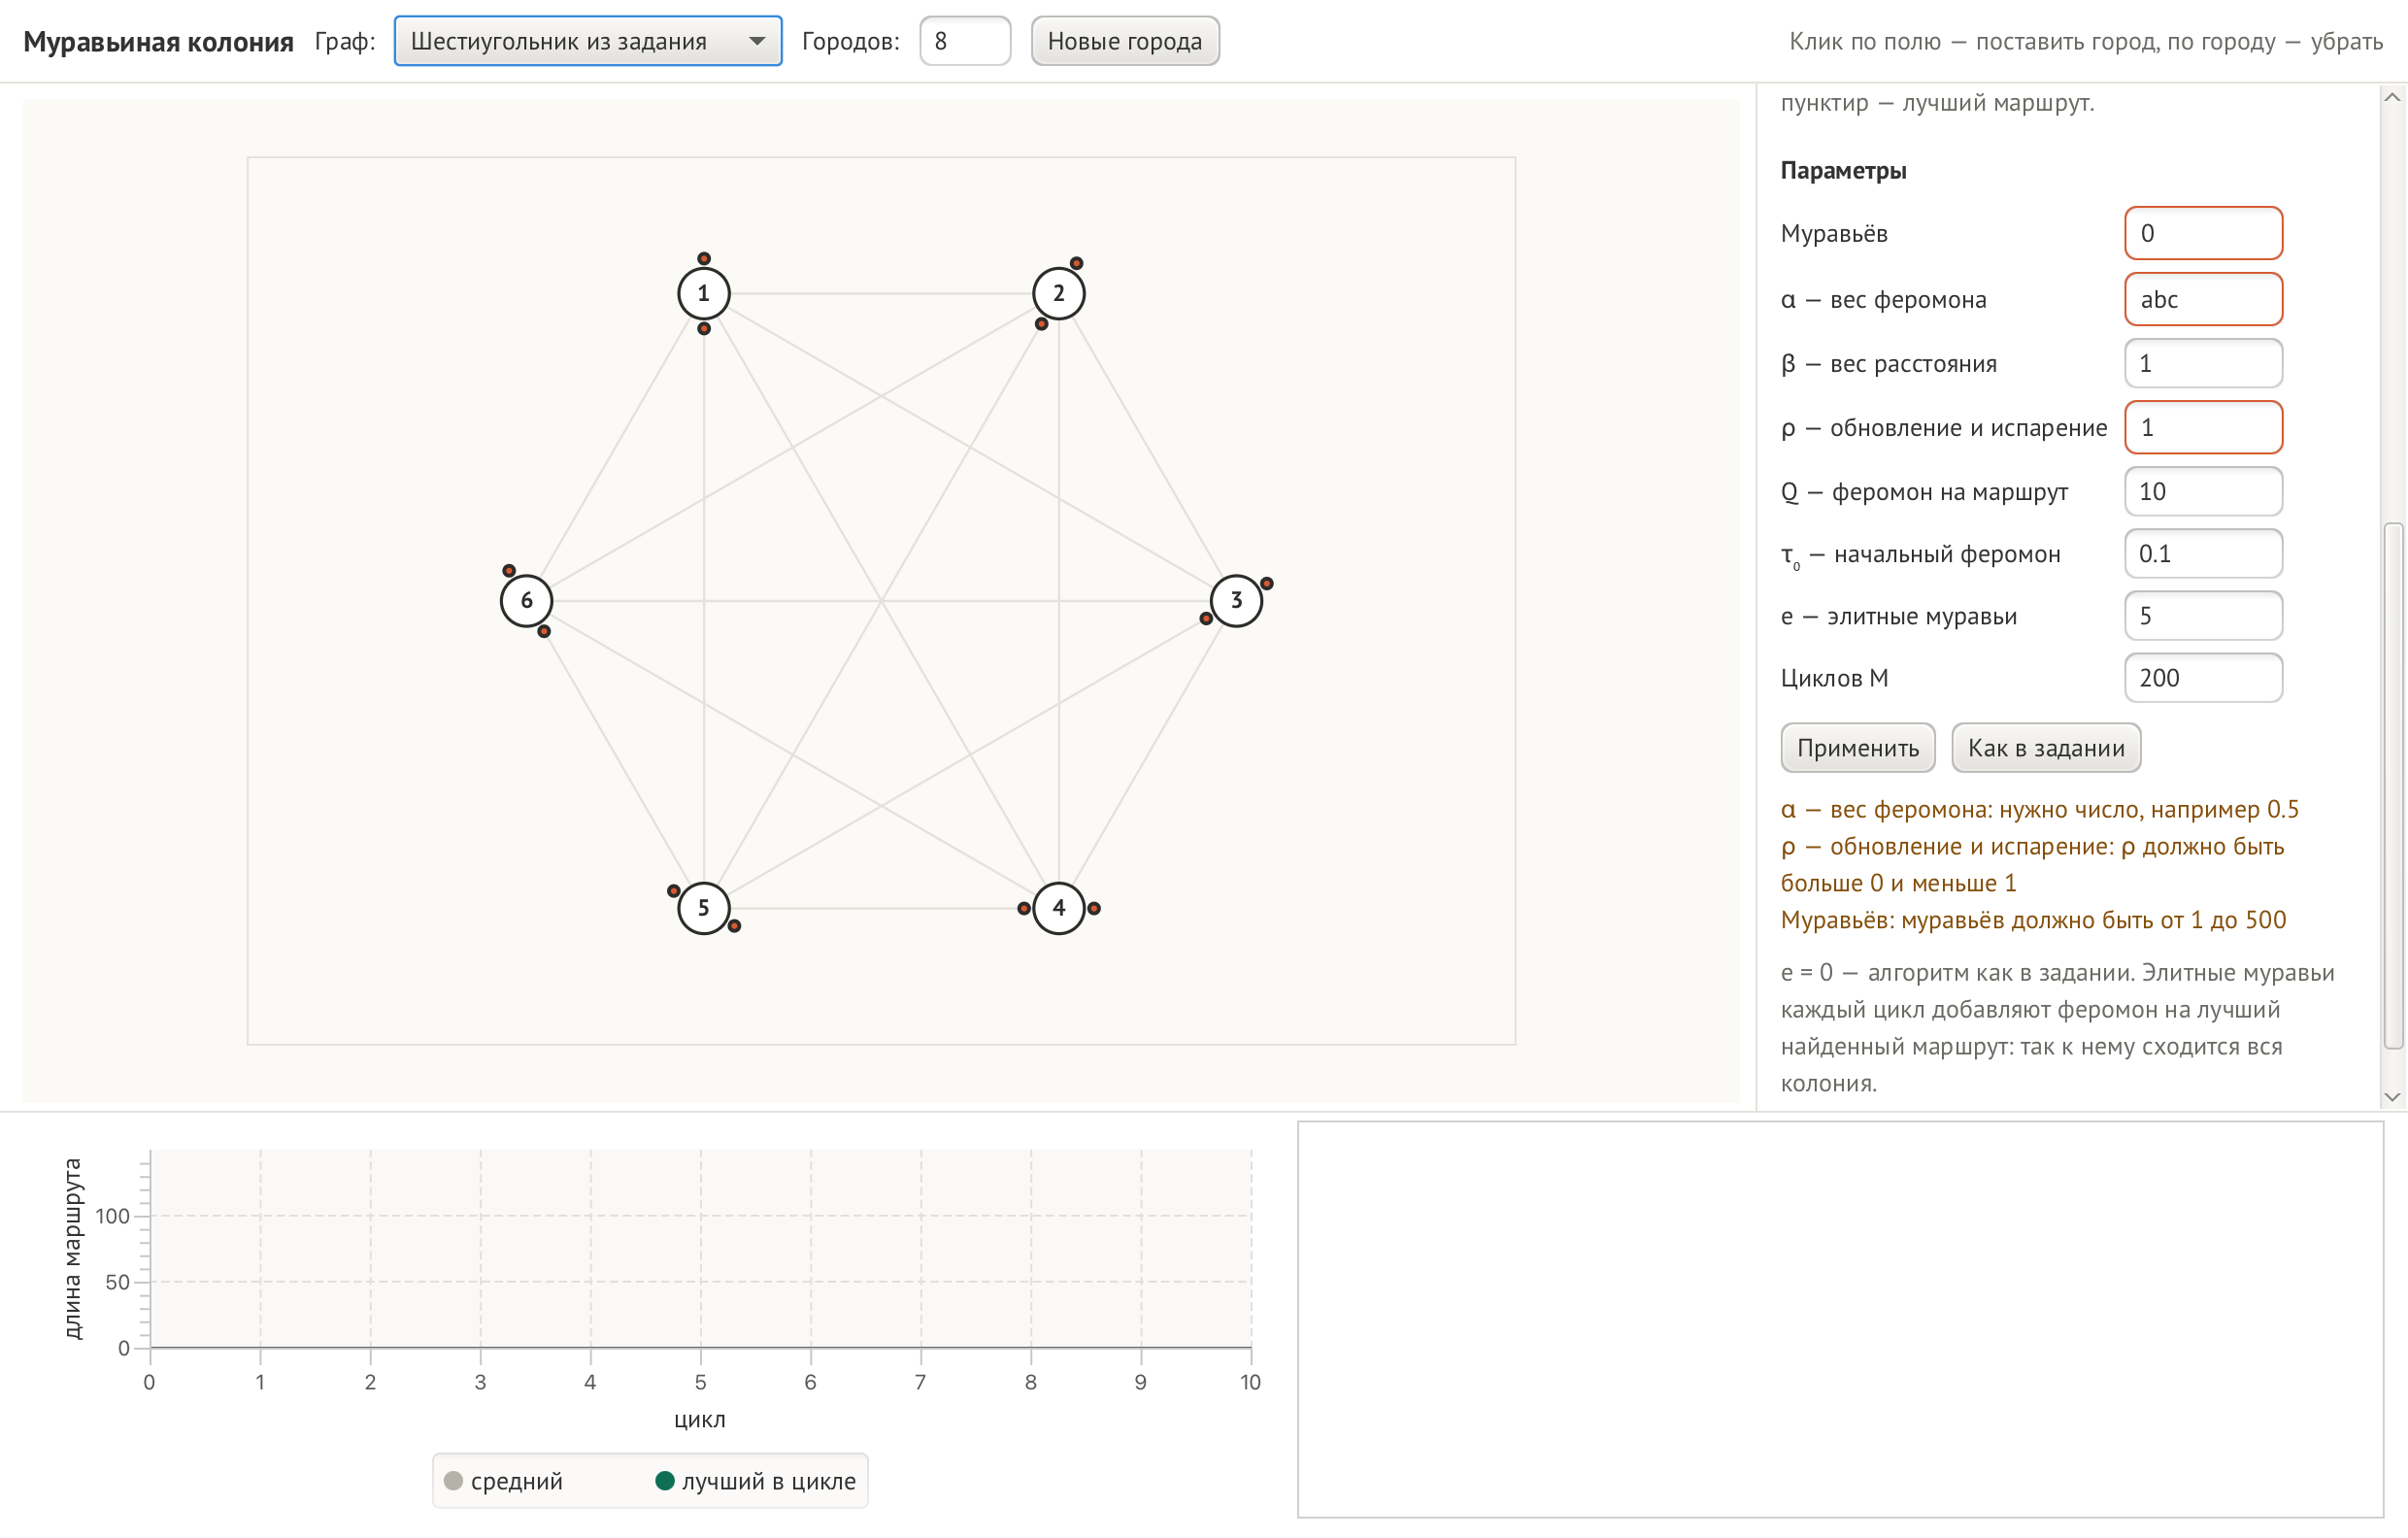 Муравьиная колония Граф: Шестиугольник из задания Городов: 8 Новые города Клик по полю — поставить город, по городу — убрать
пунктир — лучший маршрут.
Параметры
Муравьёв 0
α — вес феромона abc
β — вес расстояния 1
ρ — обновление и испарение 1
Q — феромон на маршрут 10
τ₀ — начальный феромон 0.1
e — элитные муравьи 5
Циклов M 200
Применить Как в задании
α — вес феромона: нужно число, например 0.5
ρ — обновление и испарение: ρ должно быть
больше 0 и меньше 1
Муравьёв: муравьёв должно быть от 1 до 500
e = 0 — алгоритм как в задании. Элитные муравьи
каждый цикл добавляют феромон на лучший
найденный маршрут: так к нему сходится вся
колония.
1 2
6 3
5 4
длина маршрута
100
50
0
0 1 2 3 4 5 6 7 8 9 10
цикл
средний лучший в цикле